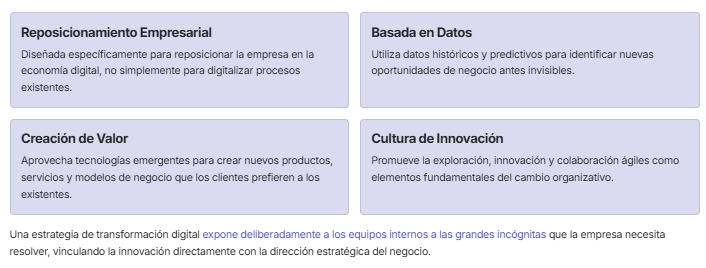 Reposicionamiento Empresarial
Diseñada específicamente para reposicionar la empresa en la
economía digital, no simplemente para digitalizar procesos
existentes.
Basada en Datos
Utiliza datos históricos y predictivos para identificar nuevas
oportunidades de negocio antes invisibles.
Creación de Valor
Aprovecha tecnologías emergentes para crear nuevos productos,
servicios y modelos de negocio que los clientes prefieren a los
existentes.
Cultura de Innovación
Promueve la exploración, innovación y colaboración ágiles como
elementos fundamentales del cambio organizativo.
Una estrategia de transformación digital expone deliberadamente a los equipos internos a las grandes incógnitas que la empresa necesita
resolver, vinculando la innovación directamente con la dirección estratégica del negocio.